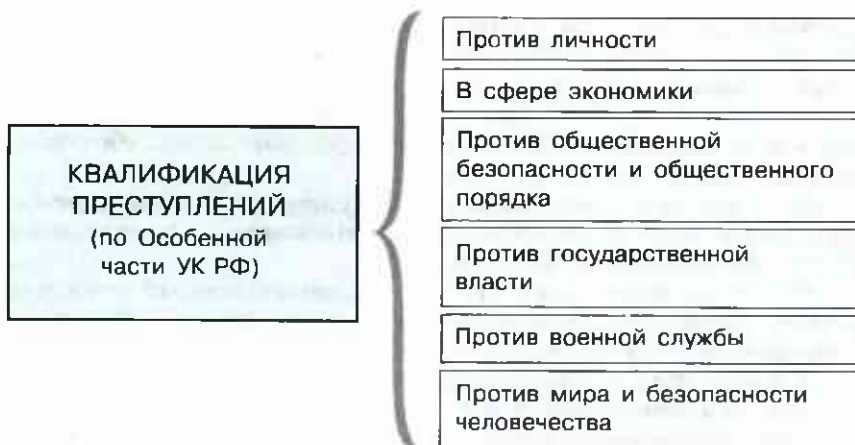 КВАЛИФИКАЦИЯ
ПРЕСТУПЛЕНИЙ
(по Особенной
части УК РФ)
Против личности
В сфере экономики
Против общественной
безопасности и общественного
порядка
Против государственной
власти
Против военной службы
Против мира и безопасности
человечества